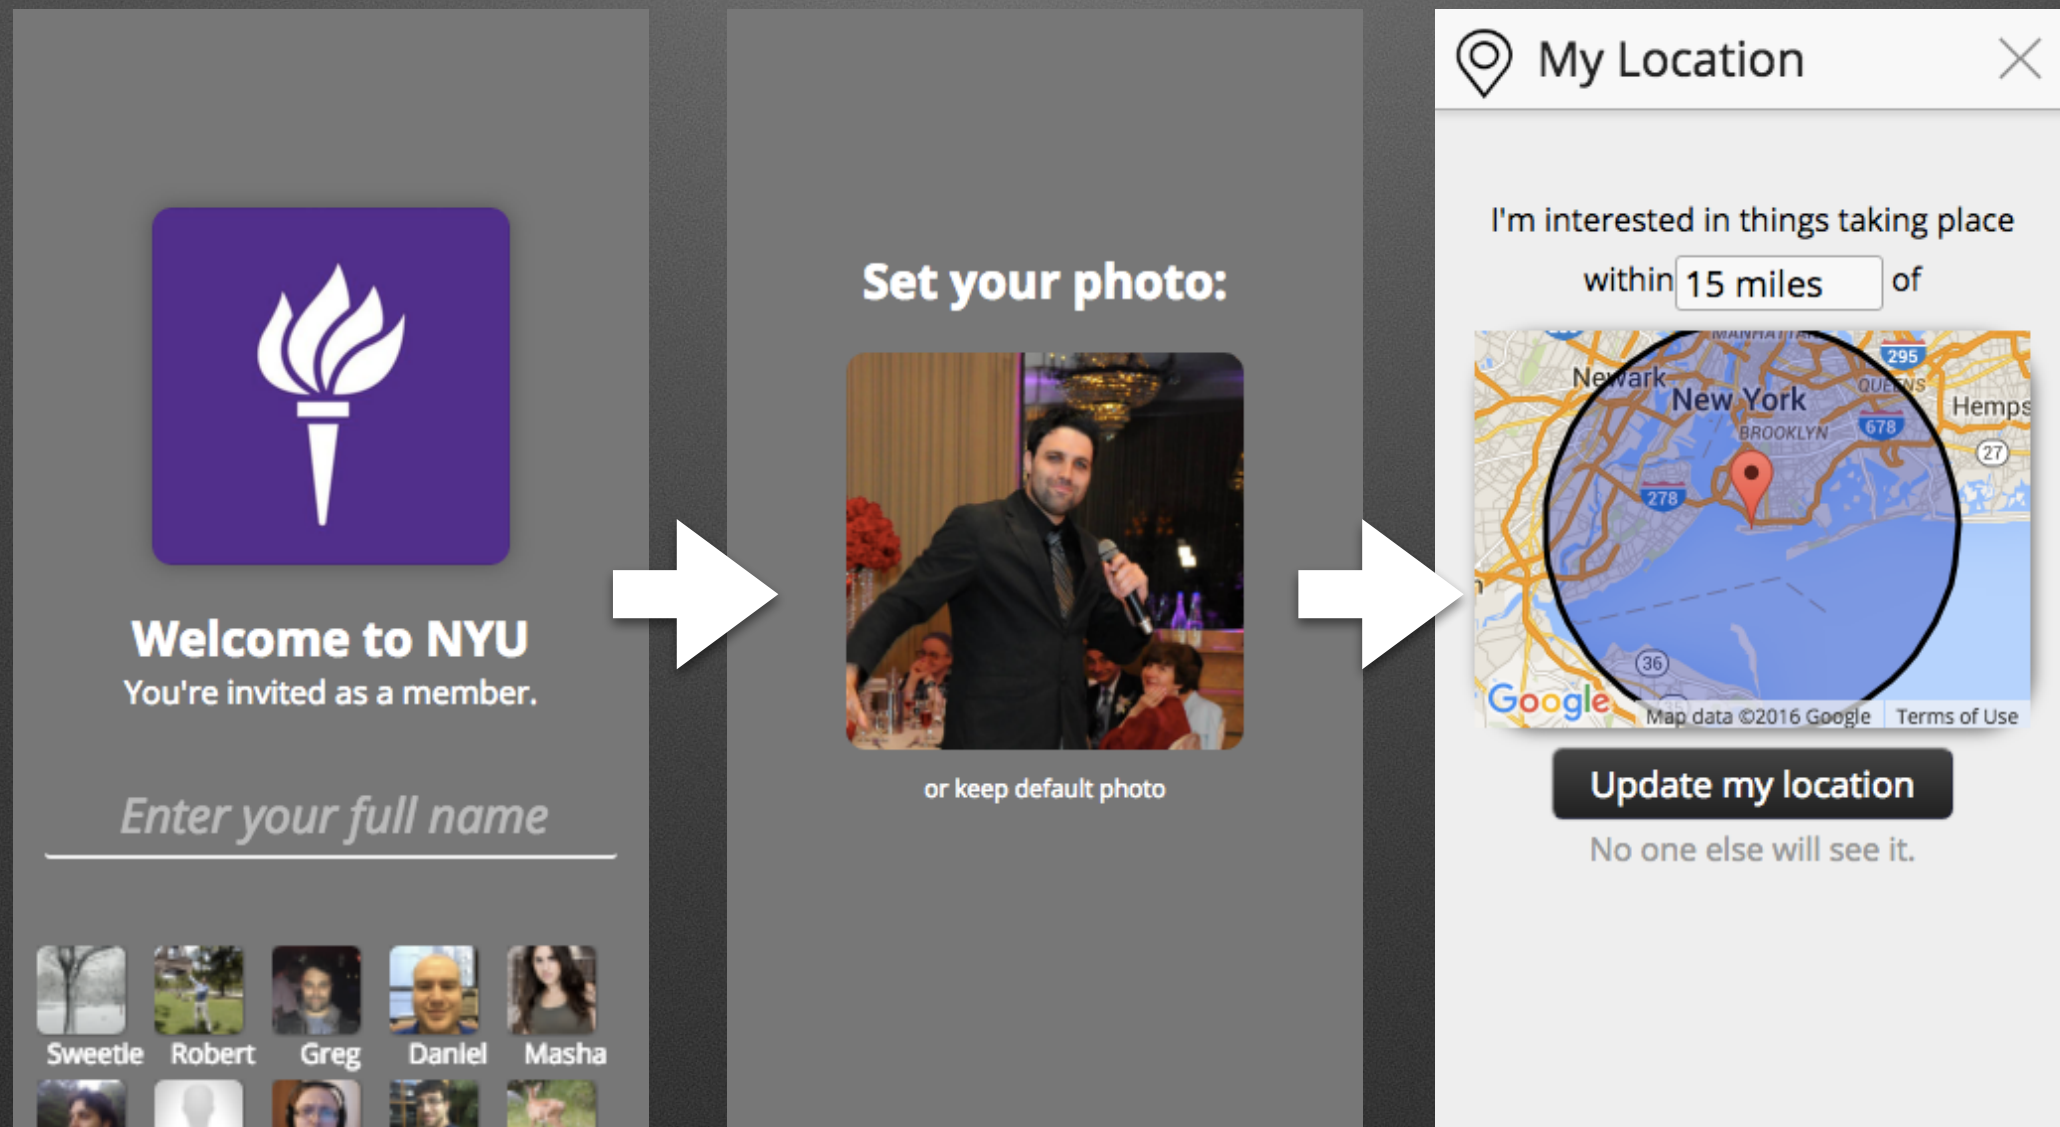 Welcome to NYU
You're invited as a member.
Enter your full name
Sweetie Robert Greg Daniel Masha
Set your photo:
or keep default photo
My Location
I'm interested in things taking place
within 15 miles of
MANHATTAN
295
Newark
QUEENS
New York
Hemps
BROOKLYN
678
27
278
36
35
Google
Map data ©2016 Google
Terms of Use
Update my location
No one else will see it.